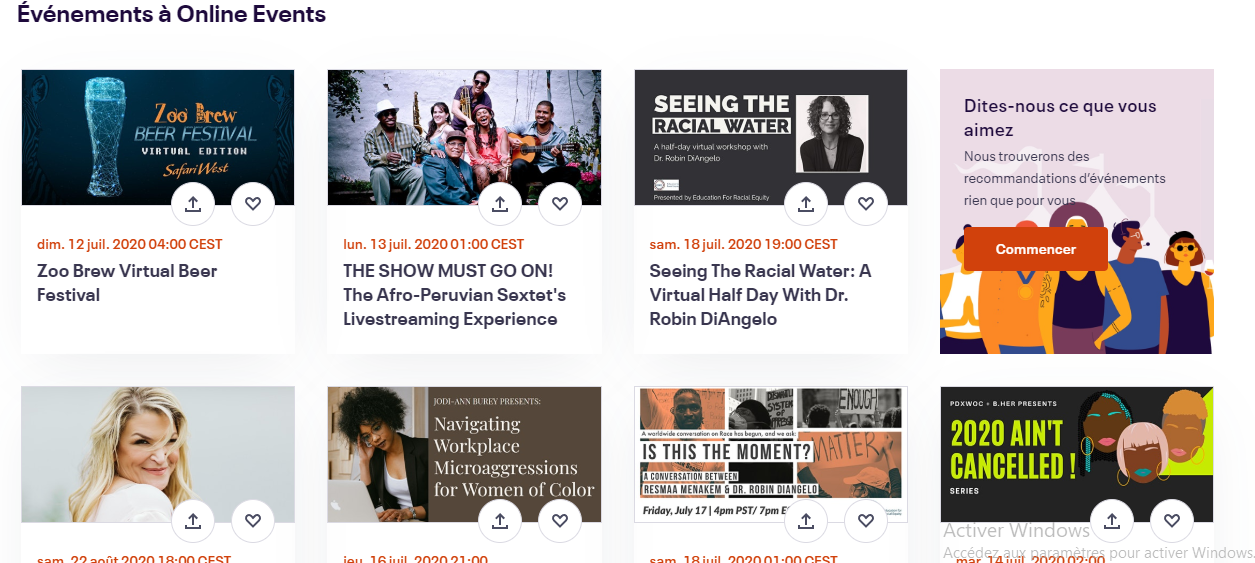 Événements à Online Events
Zoo Brew
BEER FESTIVAL
VIRTUAL EDITION
Safari West
dim. 12 juil. 2020 04:00 CEST
Zoo Brew Virtual Beer
Festival
lun. 13 juil. 2020 01:00 CEST
THE SHOW MUST GO ON!
The Afro-Peruvian Sextet's
Livestreaming Experience
SEEING THE
RACIAL WATER
A half-day virtual workshop with
Dr. Robin DiAngelo
Presented by Education For Racial Equity
sam. 18 juil. 2020 19:00 CEST
Seeing The Racial Water: A
Virtual Half Day With Dr.
Robin DiAngelo
Dites-nous ce que vous
aimez
Nous trouverons des
recommandations d'événements
rien que pour vous
Commencer
sam. 22 août 2020 18:00 CEST
JODI-ANN BUREY PRESENTS:
Navigating
Workplace
Microaggressions
for Women of Color
jeu. 16 juil. 2020 21:00
ENOUGH
MATTER
A worldwide conversation on Race has begun, and we ask:
IS THIS THE MOMENT?
A CONVERSATION BETWEEN
RESMAA MENAKEM & DR. ROBIN DIANGELO
Friday, July 17 | 4pm PST/ 7pm E
sam. 18 juil. 2020 01:00 CEST
PDXWOC + B.HER PRESENTS
2020 AIN'T
CANCELLED !
SERIES
mar. 14 juil. 2020 02:00
Activer Windows
Accédez aux paramètres pour activer Windows.